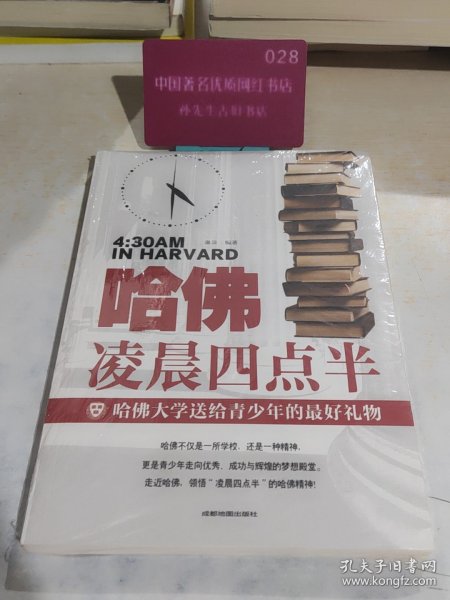 028
中国著名优质网红书店
孙先生古旧书店
4:30AM
IN HARVARD
编著
哈佛
凌晨四点半
哈佛大学送给青少年的最好礼物
哈佛不仅是一所学校，还是一种精神，
更是青少年走向优秀、成功与辉煌的梦想殿堂。
走近哈佛，领悟“凌晨四点半”的哈佛精神！
成都地图出版社
孔夫子旧书网
www.kongfz.com